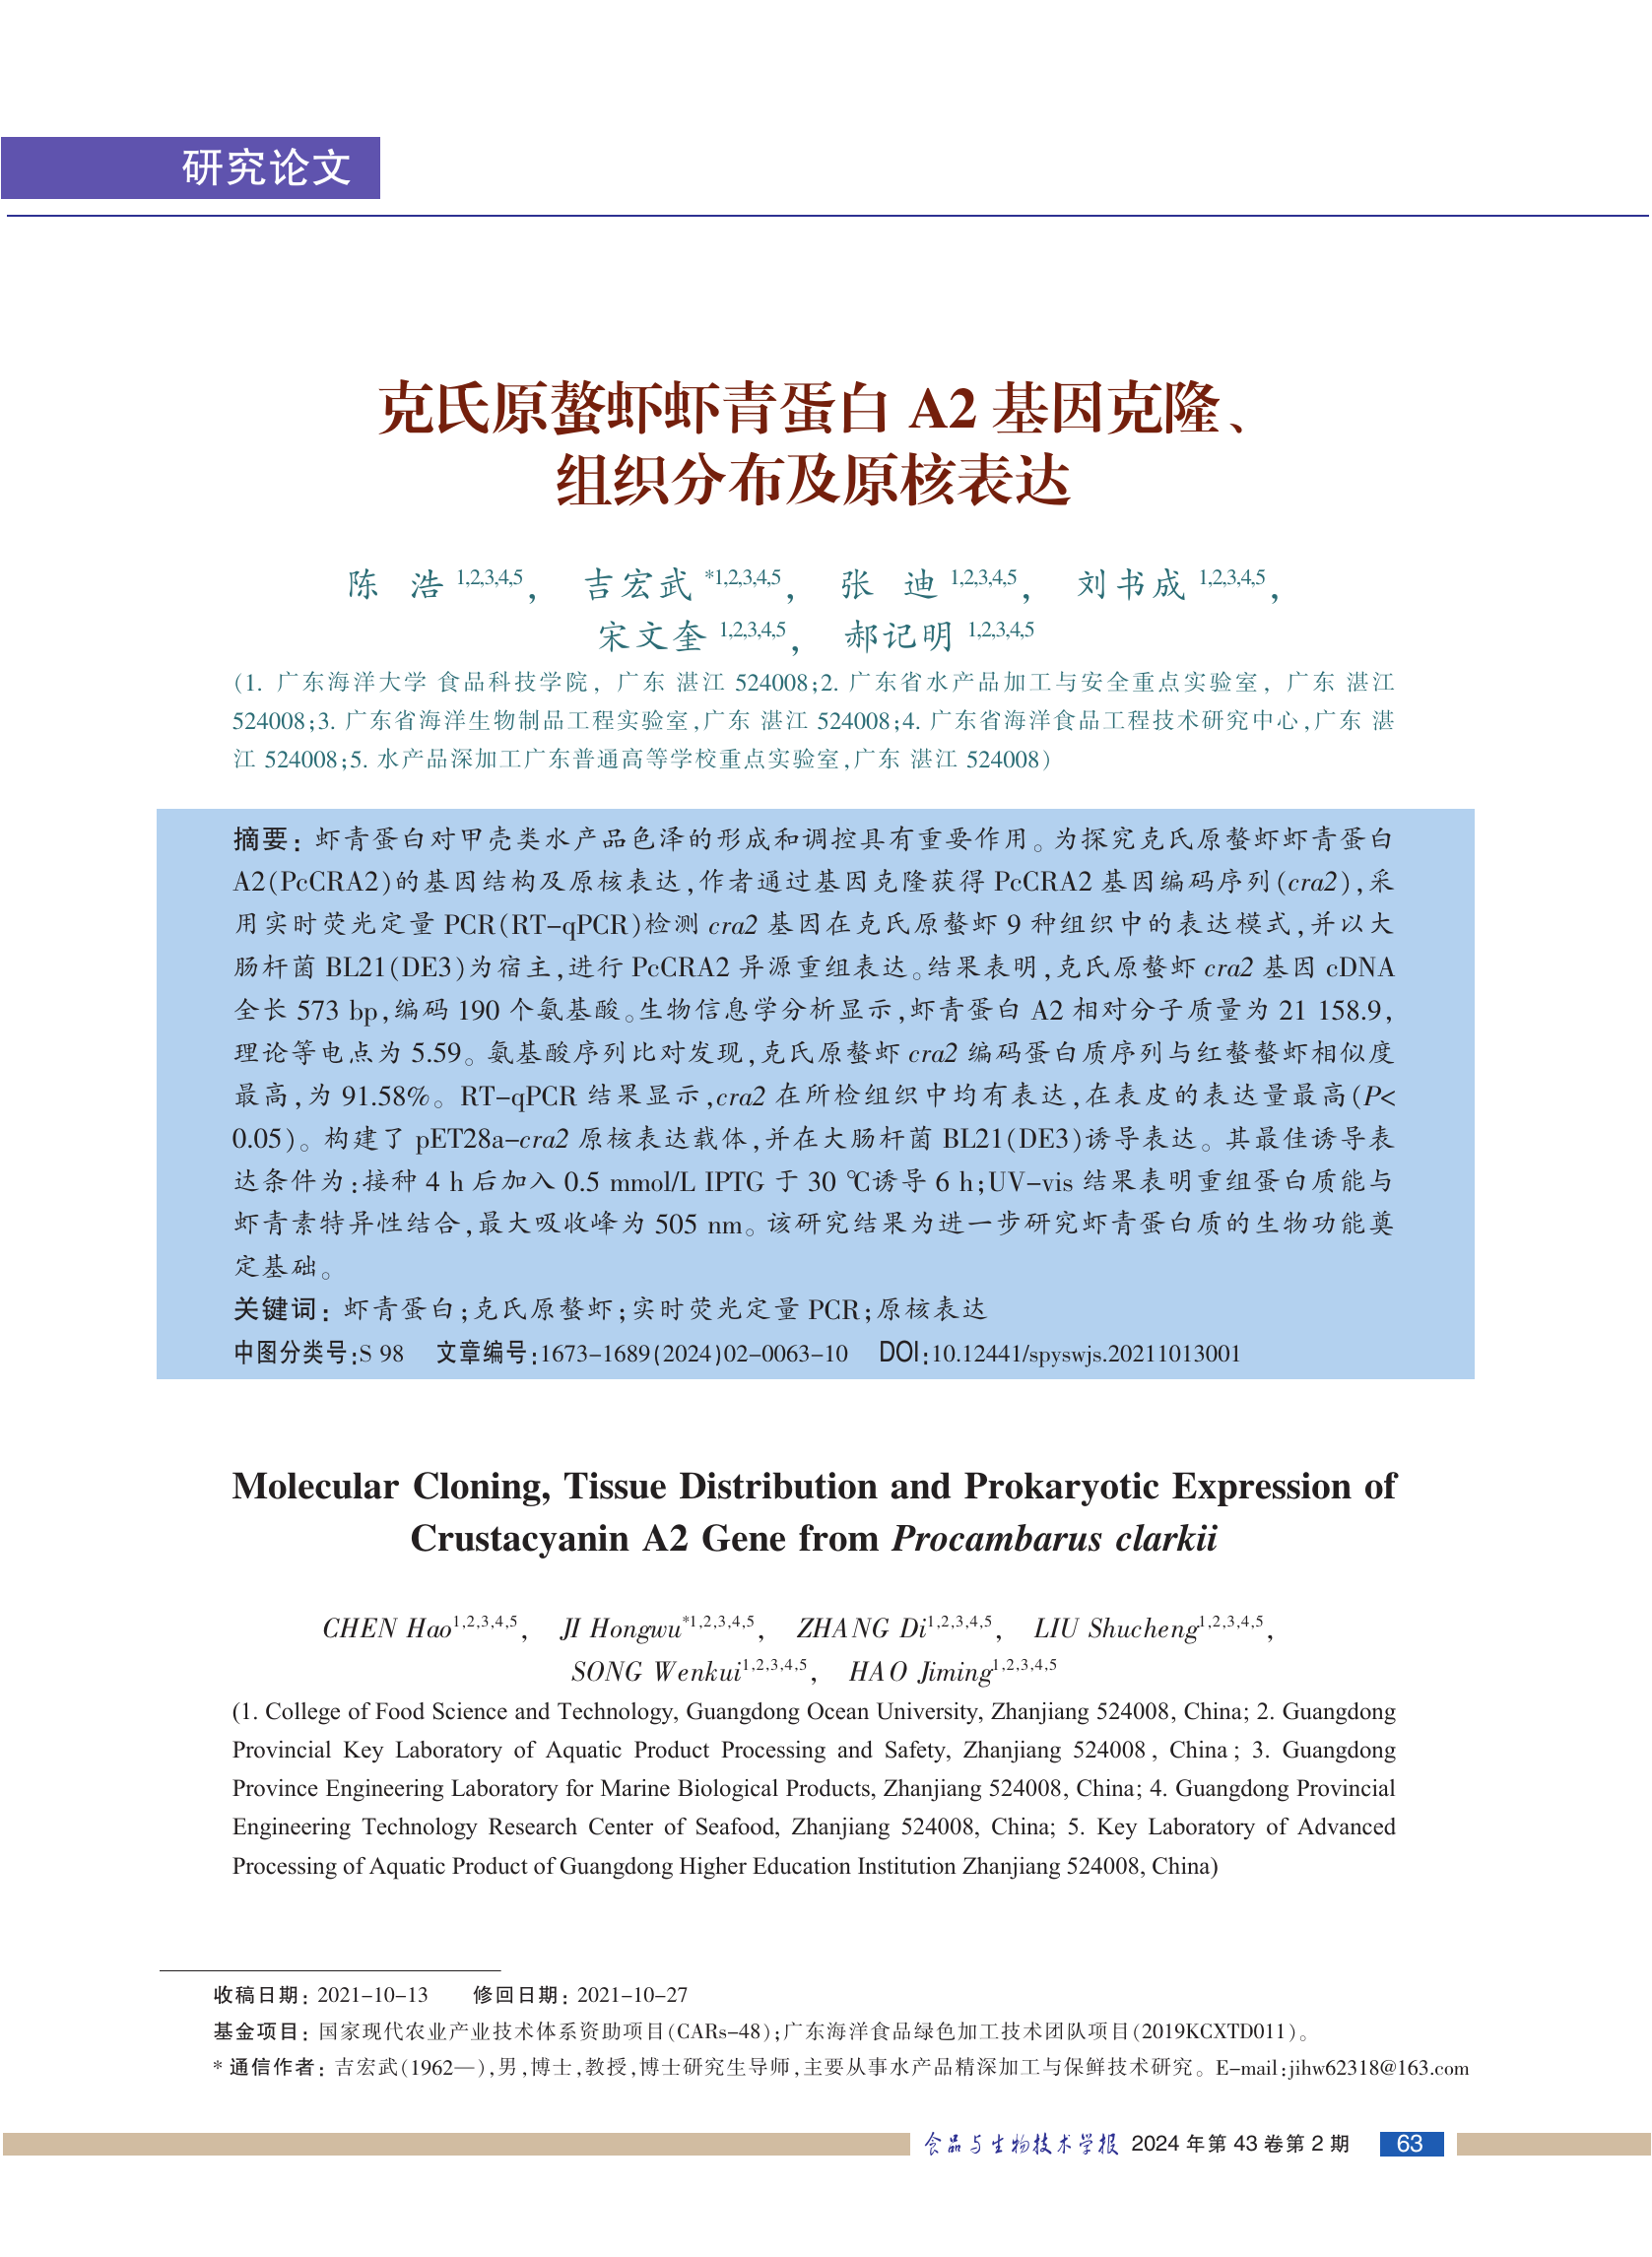 研究论文
克氏原螯虾虾青蛋白 A2 基因克隆、
组织分布及原核表达
陈 浩 1,2,3,4,5， 吉宏武 *1,2,3,4,5， 张 迪 1,2,3,4,5， 刘书成 1,2,3,4,5，
宋文奎 1,2,3,4,5， 郝记明 1,2,3,4,5
(1. 广东海洋大学 食品科技学院，广东 湛江 524008;2. 广东省水产品加工与安全重点实验室，广东 湛江
524008;3. 广东省海洋生物制品工程实验室,广东 湛江 524008;4. 广东省海洋食品工程技术研究中心,广东 湛
江 524008;5. 水产品深加工广东普通高等学校重点实验室,广东 湛江 524008)
摘要: 虾青蛋白对甲壳类水产品色泽的形成和调控具有重要作用。为探究克氏原螯虾虾青蛋白
A2(PcCRA2)的基因结构及原核表达,作者通过基因克隆获得 PcCRA2 基因编码序列(cra2),采
用实时荧光定量 PCR(RT-qPCR)检测 cra2 基因在克氏原螯虾 9 种组织中的表达模式,并以大
肠杆菌 BL21(DE3)为宿主,进行 PcCRA2 异源重组表达。结果表明,克氏原螯虾 cra2 基因 cDNA
全长 573 bp,编码 190 个氨基酸。生物信息学分析显示,虾青蛋白 A2 相对分子质量为 21 158.9,
理论等电点为 5.59。氨基酸序列比对发现,克氏原螯虾 cra2 编码蛋白质序列与红螯螯虾相似度
最高,为 91.58%。RT-qPCR 结果显示,cra2 在所检组织中均有表达,在表皮的表达量最高(P<
0.05)。构建了 pET28a-cra2 原核表达载体,并在大肠杆菌 BL21(DE3)诱导表达。其最佳诱导表
达条件为:接种 4 h 后加入 0.5 mmol/L IPTG 于 30 ℃诱导 6 h;UV-vis 结果表明重组蛋白质能与
虾青素特异性结合,最大吸收峰为 505 nm。该研究结果为进一步研究虾青蛋白质的生物功能奠
定基础。
关键词: 虾青蛋白;克氏原螯虾;实时荧光定量 PCR;原核表达
中图分类号:S 98 文章编号:1673-1689(2024)02-0063-10 DOI:10.12441/spyswjs.20211013001
Molecular Cloning, Tissue Distribution and Prokaryotic Expression of
Crustacyanin A2 Gene from Procambarus clarkii
CHEN Hao1,2,3,4,5, JI Hongwu*1,2,3,4,5, ZHANG Di1,2,3,4,5, LIU Shucheng1,2,3,4,5,
SONG Wenkui1,2,3,4,5, HAO Jiming1,2,3,4,5
(1. College of Food Science and Technology, Guangdong Ocean University, Zhanjiang 524008, China; 2. Guangdong
Provincial Key Laboratory of Aquatic Product Processing and Safety, Zhanjiang 524008, China; 3. Guangdong
Province Engineering Laboratory for Marine Biological Products, Zhanjiang 524008, China; 4. Guangdong Provincial
Engineering Technology Research Center of Seafood, Zhanjiang 524008, China; 5. Key Laboratory of Advanced
Processing of Aquatic Product of Guangdong Higher Education Institution Zhanjiang 524008, China)
收稿日期: 2021-10-13 修回日期: 2021-10-27
基金项目: 国家现代农业产业技术体系资助项目(CARs-48);广东海洋食品绿色加工技术团队项目(2019KCXTD011)。
* 通信作者: 吉宏武(1962—),男,博士,教授,博士研究生导师,主要从事水产品精深加工与保鲜技术研究。E-mail:jihw62318@163.com
食品与生物技术学报 2024 年第 43 卷第 2 期 63